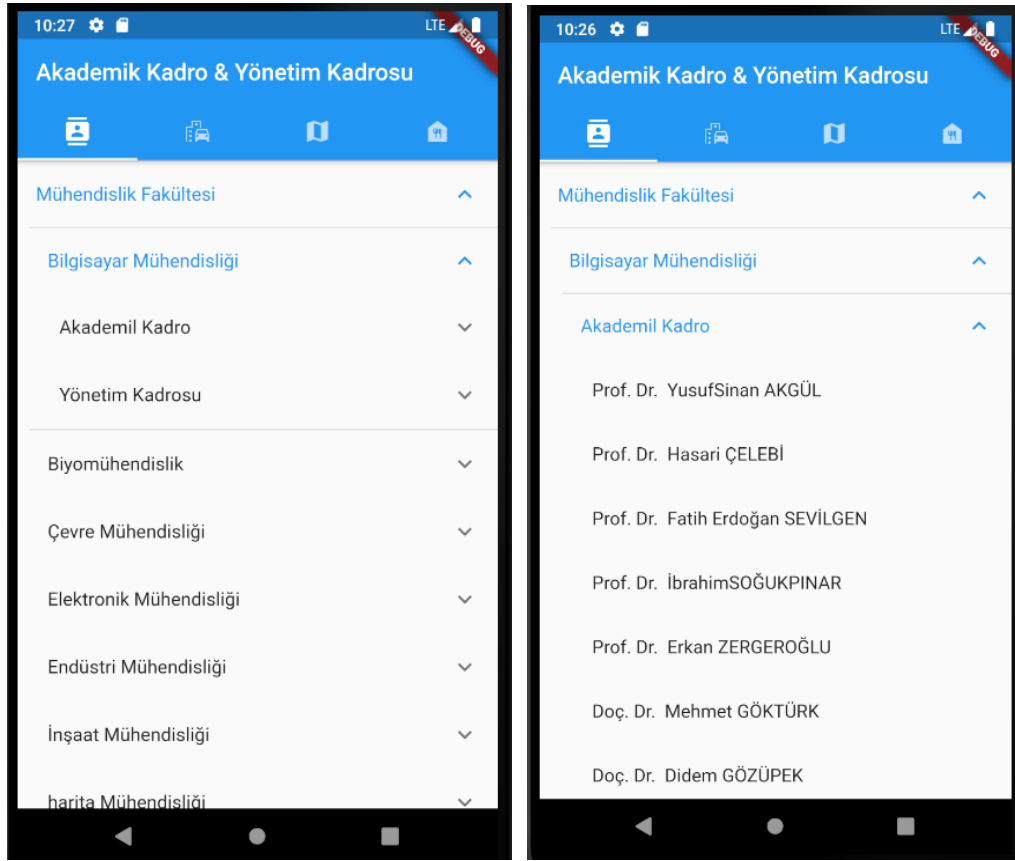 10:27
LTE
DEBUG
Akademik Kadro & Yönetim Kadrosu
Mühendislik Fakültesi
Bilgisayar Mühendisliği
Akademil Kadro
Yönetim Kadrosu
Biyomühendislik
Çevre Mühendisliği
Elektronik Mühendisliği
Endüstri Mühendisliği
İnşaat Mühendisliği
harita Mühendisliği
10:26
LTE
DEBUG
Akademik Kadro & Yönetim Kadrosu
Mühendislik Fakültesi
Bilgisayar Mühendisliği
Akademil Kadro
Prof. Dr. YusufSinan AKGÜL
Prof. Dr. Hasari ÇELEBİ
Prof. Dr. Fatih Erdoğan SEVİLGEN
Prof. Dr. İbrahimSOĞUKPINAR
Prof. Dr. Erkan ZERGEROĞLU
Doç. Dr. Mehmet GÖKTÜRK
Doç. Dr. Didem GÖZÜPEK